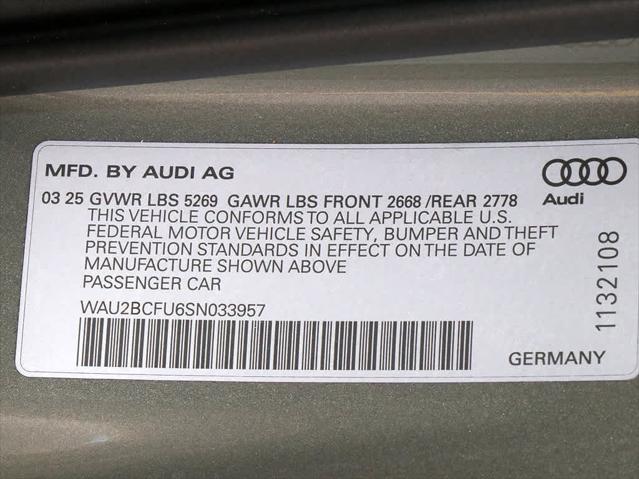 MFD. BY AUDI AG
Audi
03 25 GVWR LBS 5269 GAWR LBS FRONT 2668 /REAR 2778
THIS VEHICLE CONFORMS TO ALL APPLICABLE U.S.
FEDERAL MOTOR VEHICLE SAFETY, BUMPER AND THEFT
PREVENTION STANDARDS IN EFFECT ON THE DATE OF
MANUFACTURE SHOWN ABOVE
PASSENGER CAR
WAU2BCFU6SN033957
1132108
GERMANY